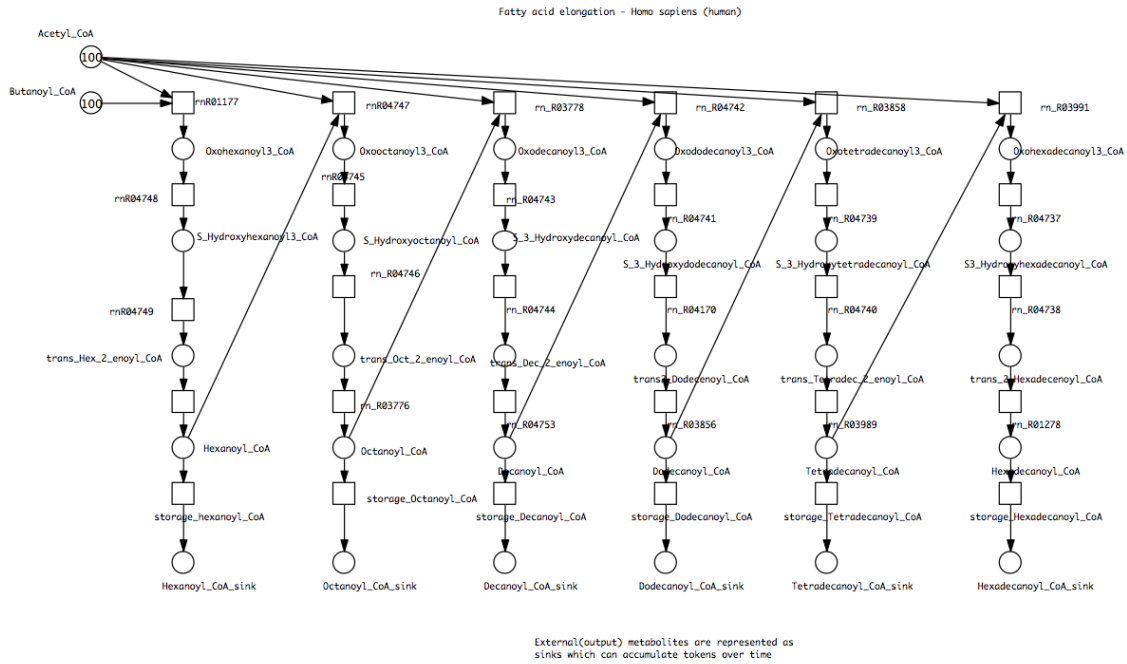 Fatty acid elongation - Homo sapiens (human)
Acetyl_CoA
100
Butanoyl_CoA
100
rnR01177
rn_R04747
rn_R03778
rn_R04742
rn_R03858
rn_R03991
Oxohexanoyl3_CoA
Oxooctanoyl3_CoA
Oxodecanoyl3_CoA
Oxododecanoyl3_CoA
Oxotetradecanoyl3_CoA
Oxohexadecanoyl3_CoA
rnR04748
rnR04745
rn_R04743
rn_R04741
rn_R04739
rn_R04737
S_Hydroxyhexanoyl3_CoA
S_Hydroxyoctanoyl_CoA
S_3_Hydroxydecanoyl_CoA
S_3_Hydroxydodecanoyl_CoA
S_3_Hydroxytetradecanoyl_CoA
S3_Hydroxyhexadecanoyl_CoA
rnR04749
rn_R04746
rn_R04744
rn_R04170
rn_R04740
rn_R04738
trans_Hex_2_enoyl_CoA
trans_Oct_2_enoyl_CoA
trans_Dec_2_enoyl_CoA
trans2_Dodecenoyl_CoA
trans_Tetradec_2_enoyl_CoA
trans_2_Hexadecenoyl_CoA
rn_R03776
rn_R04753
rn_R03856
rn_R03989
rn_R01278
Hexanoyl_CoA
Octanoyl_CoA
Decanoyl_CoA
Dodecanoyl_CoA
Tetradecanoyl_CoA
Hexadecanoyl_CoA
storage_hexanoyl_CoA
storage_Octanoyl_CoA
storage_Decanoyl_CoA
storage_Dodecanoyl_CoA
storage_Tetradecanoyl_CoA
storage_Hexadecanoyl_CoA
Hexanoyl_CoA_sink
Octanoyl_CoA_sink
Decanoyl_CoA_sink
Dodecanoyl_CoA_sink
Tetradecanoyl_CoA_sink
Hexadecanoyl_CoA_sink
External(output) metabolites are represented as
sinks which can accumulate tokens over time